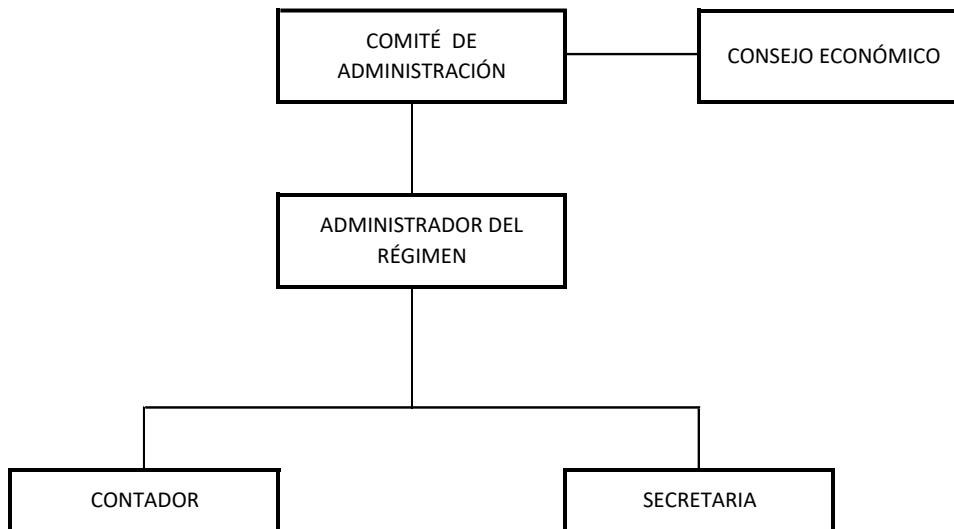 COMITÉ DE
ADMINISTRACIÓN
CONSEJO ECONÓMICO
ADMINISTRADOR DEL
RÉGIMEN
CONTADOR
SECRETARIA